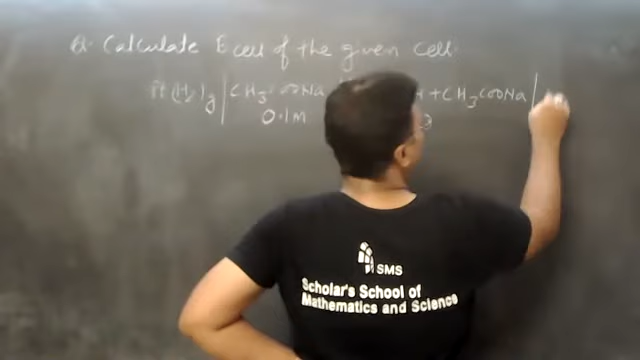 Q. Calculate Ecell of the given cell.
Pt (H₂)g | CH₃COONa + CH₃COONa |
0.1M 3
SMS
Scholar's School of
Mathematics and Science